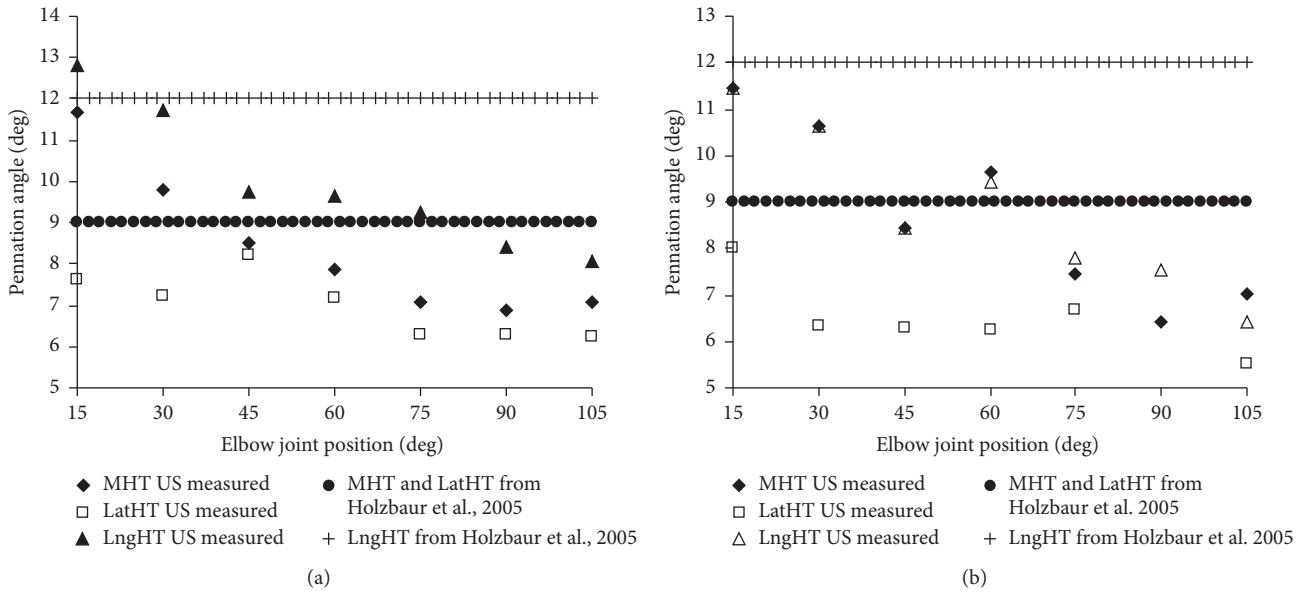 14
13
12
11
10
9
8
7
6
5
Pennation angle (deg)
15 30 45 60 75 90 105
Elbow joint position (deg)
MHT US measured
LatHT US measured
LngHT US measured
MHT and LatHT from
Holzbaur et al., 2005
LngHT from Holzbaur et al., 2005
(a)
13
12
11
10
9
8
7
6
5
Pennation angle (deg)
15 30 45 60 75 90 105
Elbow joint position (deg)
MHT US measured
LatHT US measured
LngHT US measured
MHT and LatHT from
Holzbaur et al. 2005
LngHT from Holzbaur et al. 2005
(b)